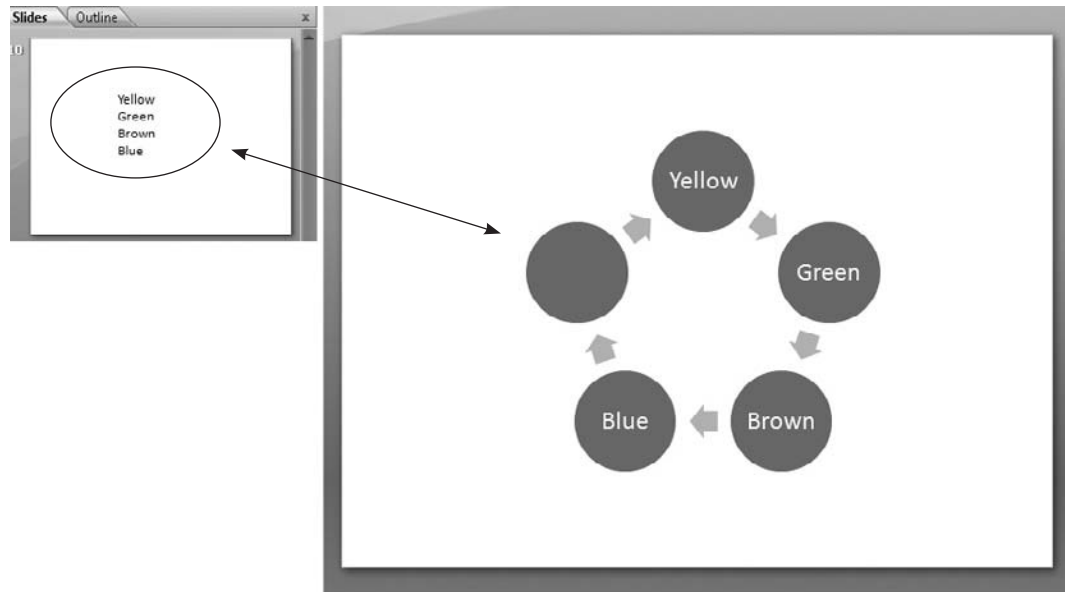 Slides Outline x
10
Yellow
Green
Brown
Blue
Yellow
Green
Blue Brown